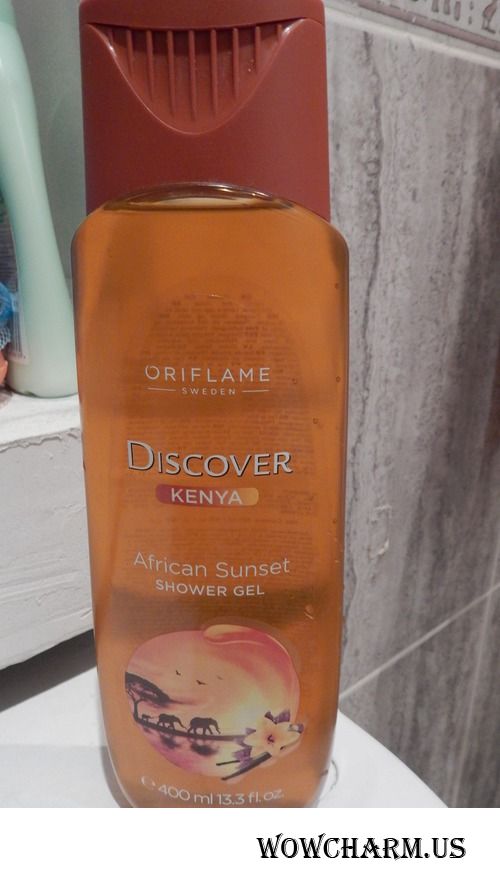 ORIFLAME
SWEDEN
DISCOVER
KENYA
African Sunset
SHOWER GEL
℮ 400 ml 13.3 fl. oz.
WOWCHARM.US